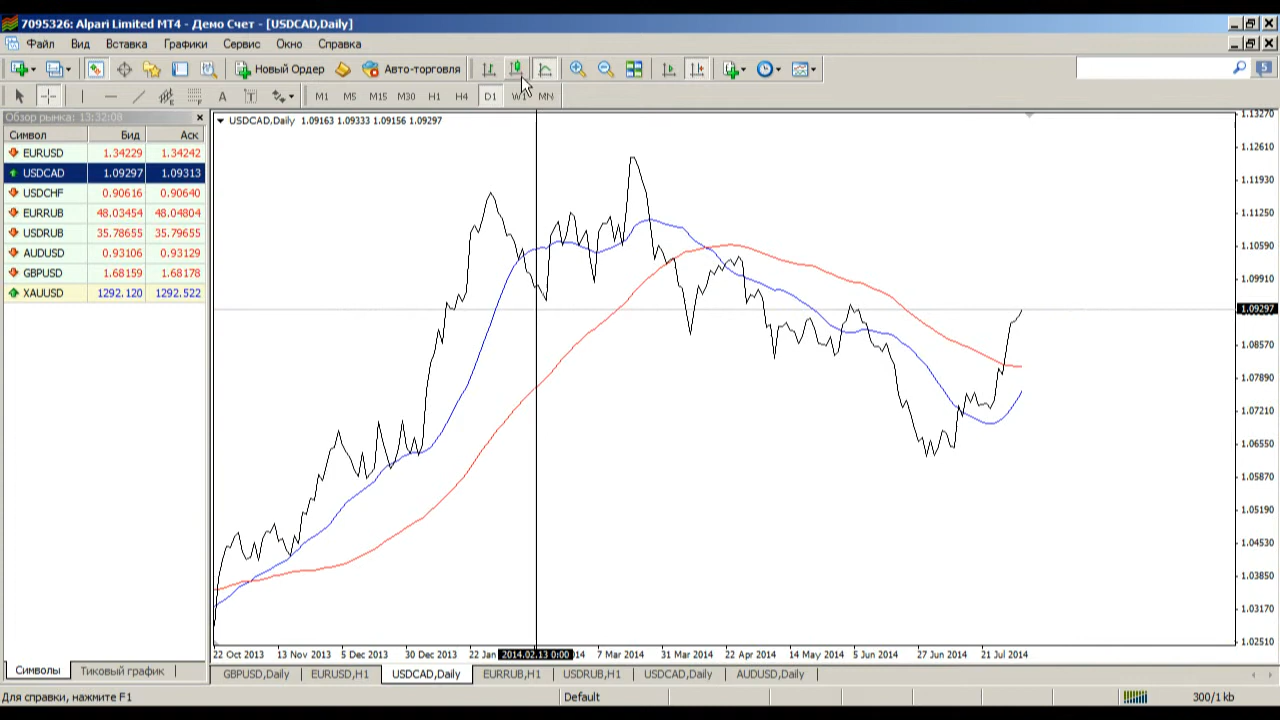 7095326: Alpari Limited MT4 - Демо Счет - [USDCAD,Daily]
Файл Вид Вставка Графики Сервис Окно Справка
Новый Ордер Авто-торговля 5
A T M1 M5 M15 M30 H1 H4 D1 W1 MN
Обзор рынка: 13:32:08
Символ Бид Аск
EURUSD 1.34229 1.34242
USDCAD 1.09297 1.09313
USDCHF 0.90616 0.90640
EURRUB 48.03454 48.04804
USDRUB 35.78655 35.79655
AUDUSD 0.93106 0.93129
GBPUSD 1.68159 1.68178
XAUUSD 1292.120 1292.522
Символы Тиковый график
USDCAD,Daily 1.09163 1.09333 1.09156 1.09297
1.13270
1.12610
1.11930
1.11250
1.10590
1.09910
1.09297
1.08570
1.07890
1.07210
1.06550
1.05870
1.05190
1.04530
1.03850
1.03170
1.02510
22 Oct 2013 13 Nov 2013 5 Dec 2013 30 Dec 2013 22 Jan 2014.02.13 0:00 14 7 Mar 2014 31 Mar 2014 22 Apr 2014 14 May 2014 5 Jun 2014 27 Jun 2014 21 Jul 2014
GBPUSD,Daily EURUSD,H1 USDCAD,Daily EURRUB,H1 USDRUB,H1 USDCAD,Daily AUDUSD,Daily
Для справки, нажмите F1 Default 300/1 kb